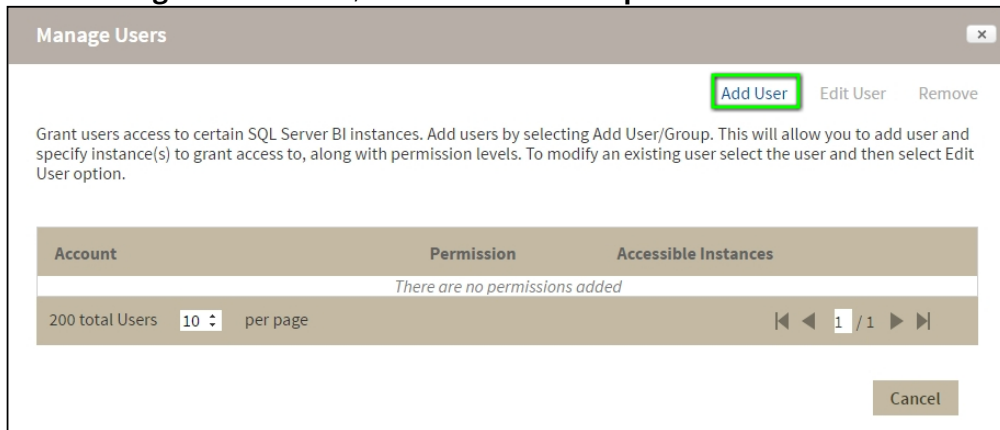 Manage Users
Add User Edit User Remove
Grant users access to certain SQL Server BI instances. Add users by selecting Add User/Group. This will allow you to add user and
specify instance(s) to grant access to, along with permission levels. To modify an existing user select the user and then select Edit
User option.
Account Permission Accessible Instances
There are no permissions added
200 total Users 10 per page 1 / 1
Cancel